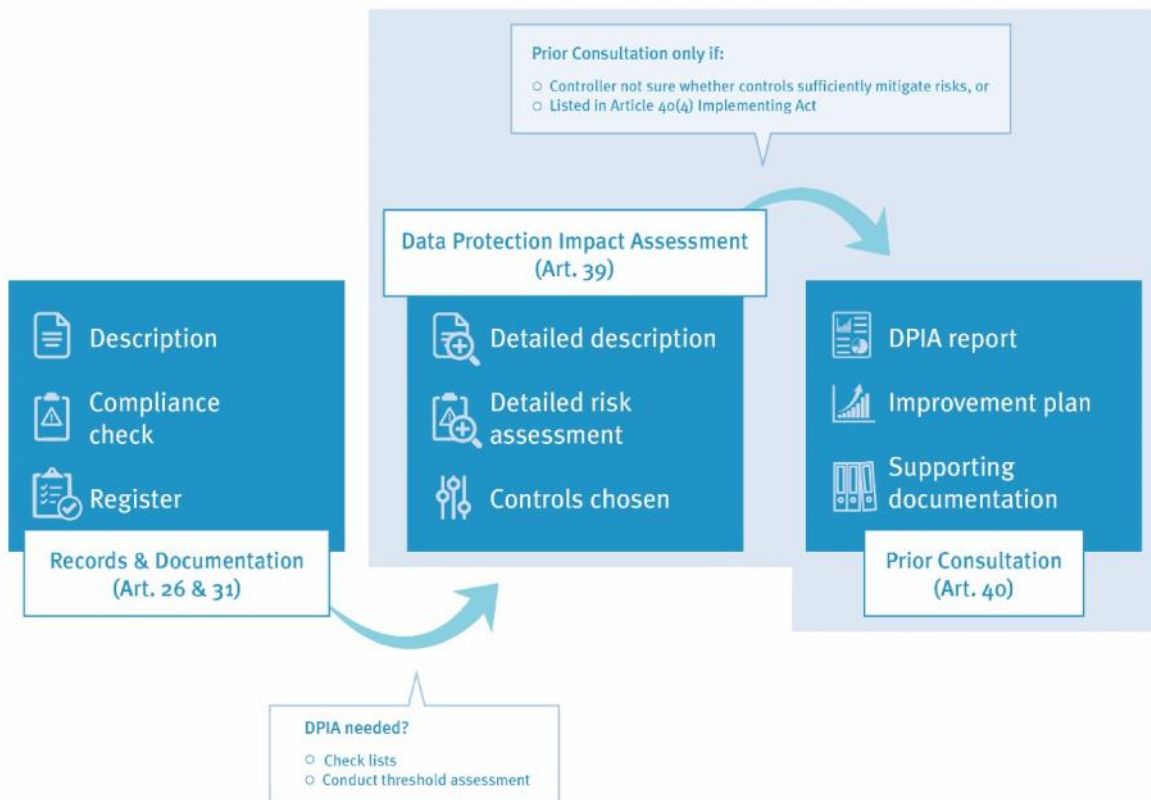 Prior Consultation only if:
○ Controller not sure whether controls sufficiently mitigate risks, or
○ Listed in Article 40(4) Implementing Act
Data Protection Impact Assessment
(Art. 39)
Description
Compliance
check
Register
Records & Documentation
(Art. 26 & 31)
Detailed description
Detailed risk
assessment
Controls chosen
DPIA report
Improvement plan
Supporting
documentation
Prior Consultation
(Art. 40)
DPIA needed?
○ Check lists
○ Conduct threshold assessment